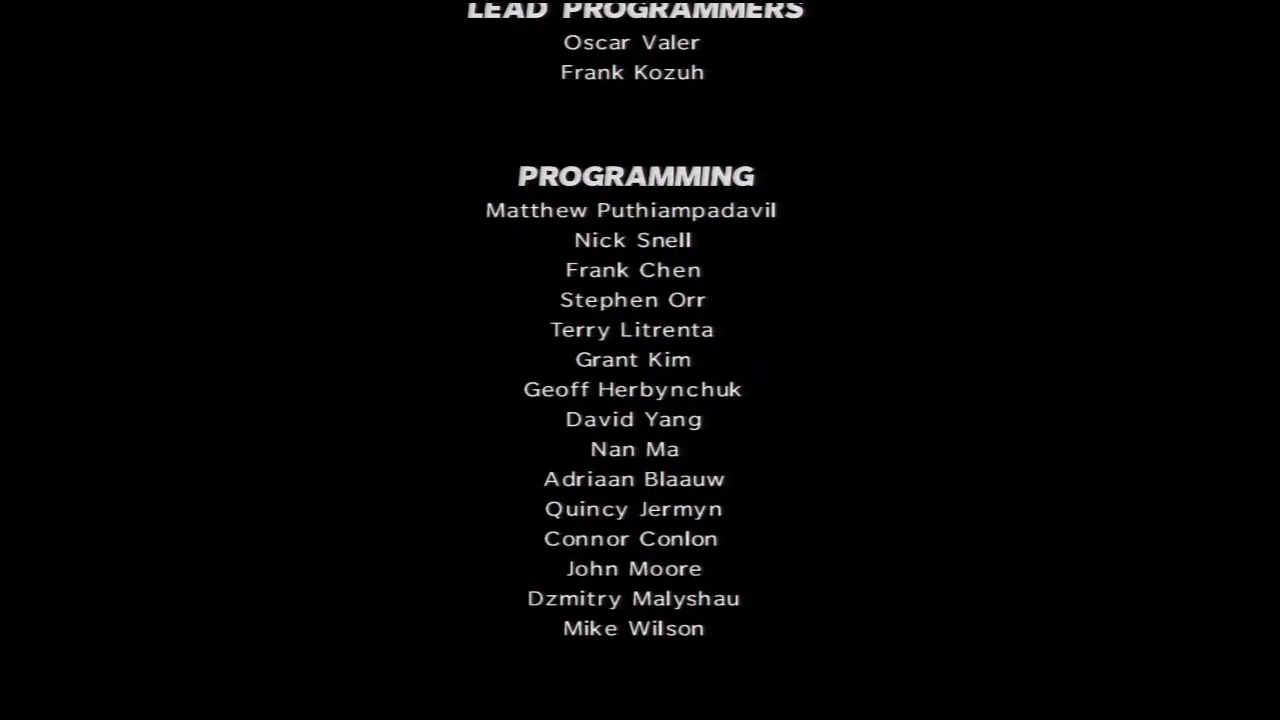 LEAD PROGRAMMERS
Oscar Valer
Frank Kozuh
PROGRAMMING
Matthew Puthiampadavil
Nick Snell
Frank Chen
Stephen Orr
Terry Litrenta
Grant Kim
Geoff Herbynchuk
David Yang
Nan Ma
Adriaan Blaauw
Quincy Jermyn
Connor Conlon
John Moore
Dzmitry Malyshau
Mike Wilson